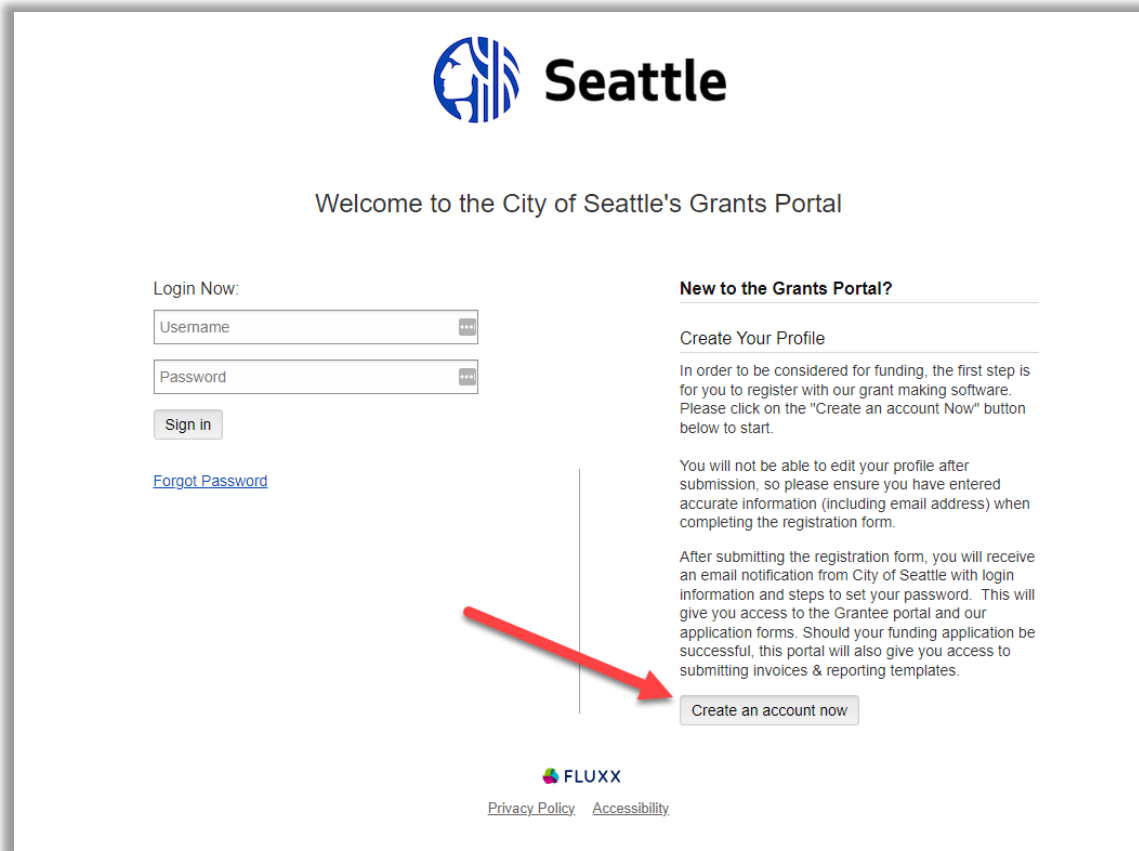 Seattle
Welcome to the City of Seattle's Grants Portal
Login Now:
Username
Password
Sign in
Forgot Password
New to the Grants Portal?
Create Your Profile
In order to be considered for funding, the first step is
for you to register with our grant making software.
Please click on the "Create an account Now" button
below to start.
You will not be able to edit your profile after
submission, so please ensure you have entered
accurate information (including email address) when
completing the registration form.
After submitting the registration form, you will receive
an email notification from City of Seattle with login
information and steps to set your password.  This will
give you access to the Grantee portal and our
application forms. Should your funding application be
successful, this portal will also give you access to
submitting invoices & reporting templates.
Create an account now
FLUXX
Privacy Policy Accessibility